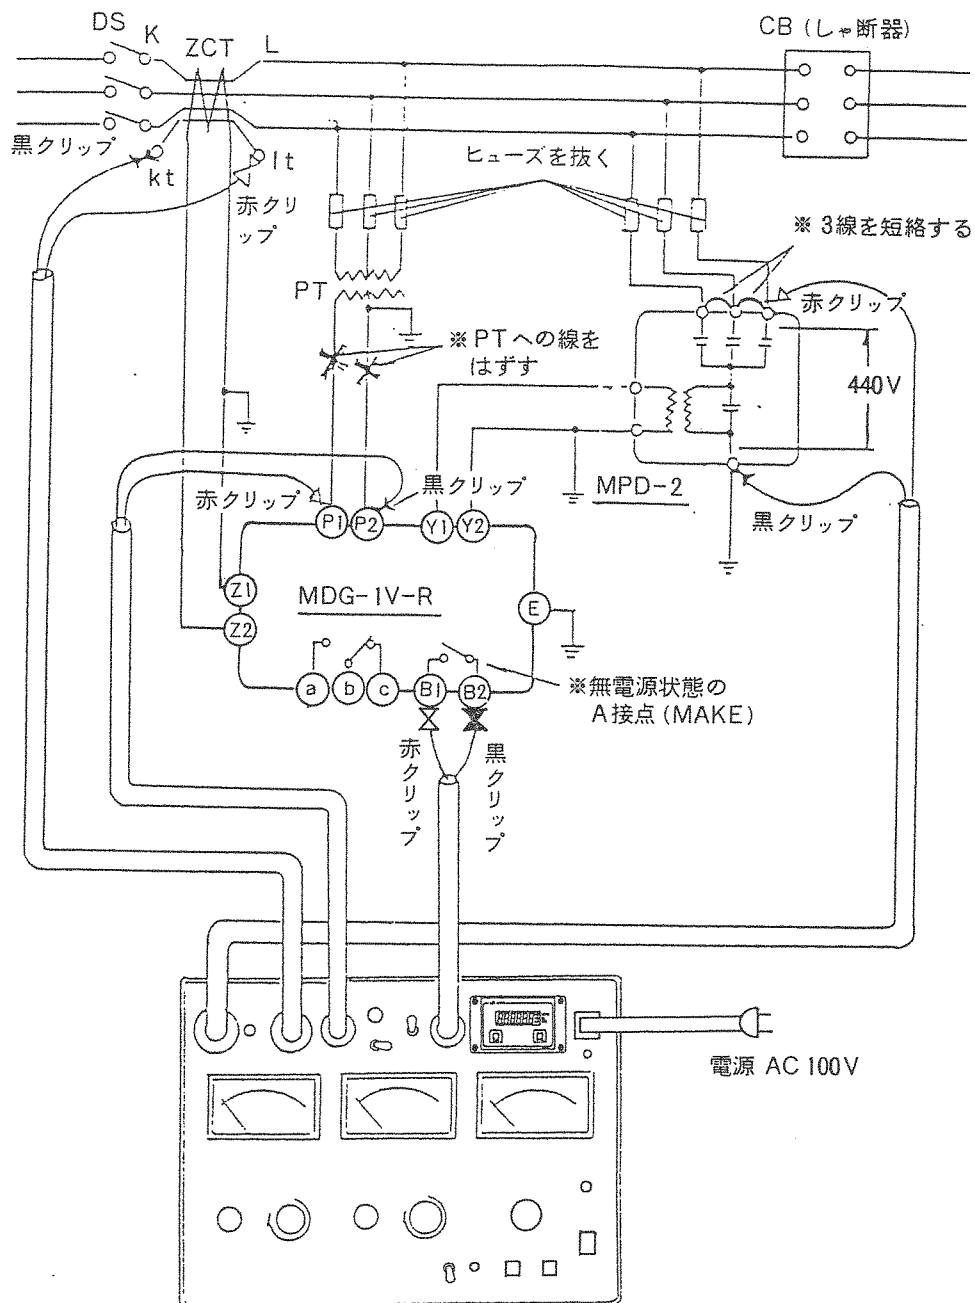 DS
K
ZCT
L
CB (しゃ断器)
黒クリップ
kt
lt
赤クリ
ップ
ヒューズを抜く
※ 3線を短絡する
PT
赤クリップ
※ PTへの線を
はずす
440V
赤クリップ
黒クリップ
MPD-2
黒クリップ
P1
P2
Y1
Y2
Z1
MDG-1V-R
E
Z2
a
b
c
B1
B2
※無電源状態の
A接点 (MAKE)
赤クリップ
黒クリップ
電源 AC 100V